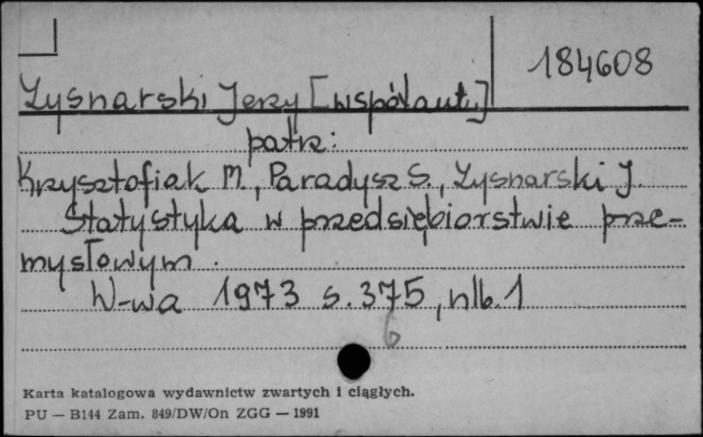 184608
Łysnarski Jerzy [współaut.]
patrz:
Krzysztofiak M., Paradysz S., Łysnarski J.
Statystyka w przedsiębiorstwie prze-
mysłowym.
W-wa 1973 s. 375, nlb. 1
6
Karta katalogowa wydawnictw zwartych i ciągłych.
PU — B144 Zam. 849/DW/On ZGG — 1991